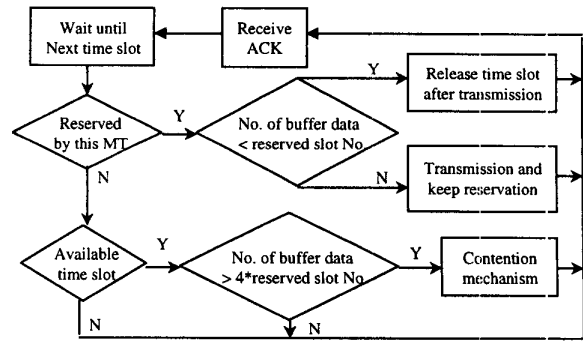 Wait until
Next time slot
Receive
ACK
Reserved
by this MT
Y
No. of buffer data
< reserved slot No.
Y
Release time slot
after transmission
N
Transmission and
keep reservation
N
Available
time slot
Y
No. of buffer data
> 4*reserved slot No.
Y
Contention
mechanism
N
N